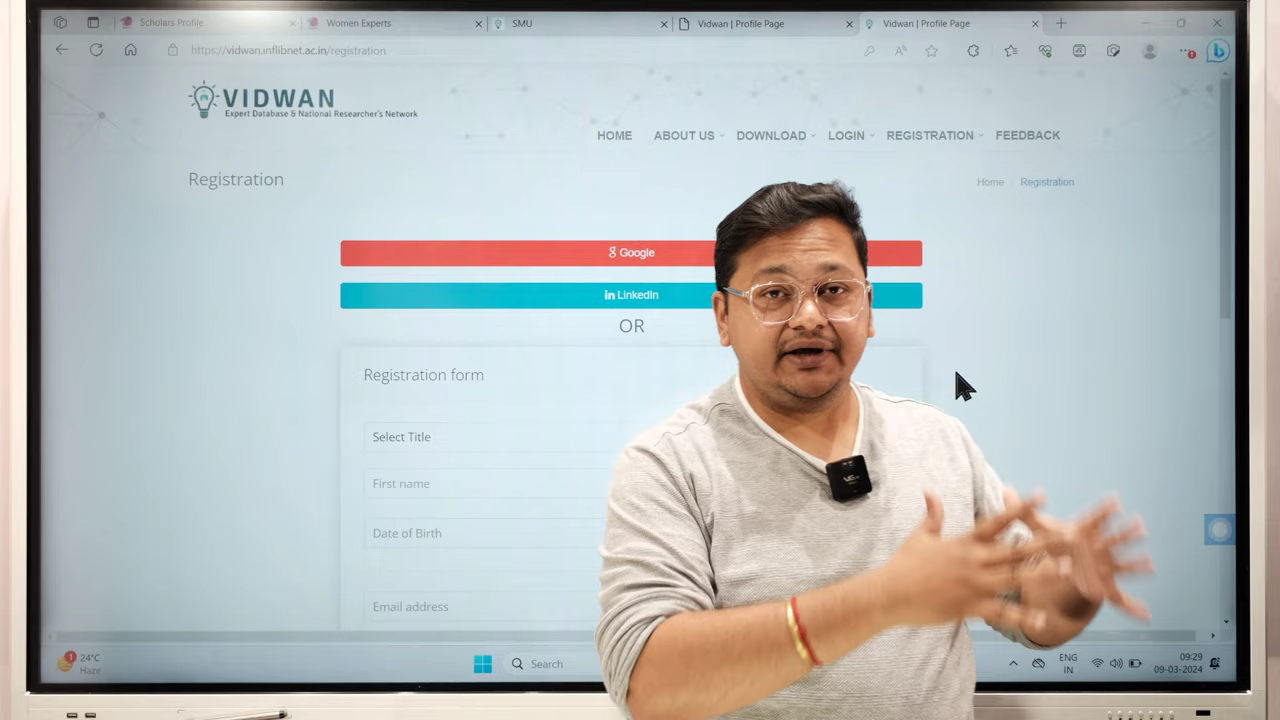 Scholars Profile
Women Experts
SMU
Vidwan | Profile Page
Vidwan | Profile Page
https://vidwan.inflibnet.ac.in/registration
VIDWAN
Expert Database & National Researcher's Network
HOME ABOUT US DOWNLOAD LOGIN REGISTRATION FEEDBACK
Registration
Home / Registration
Google
in LinkedIn
OR
Registration form
Select Title
First name
Date of Birth
Email address
1
24°C
Haze
Search
ENG
IN
09:29
09-03-2024